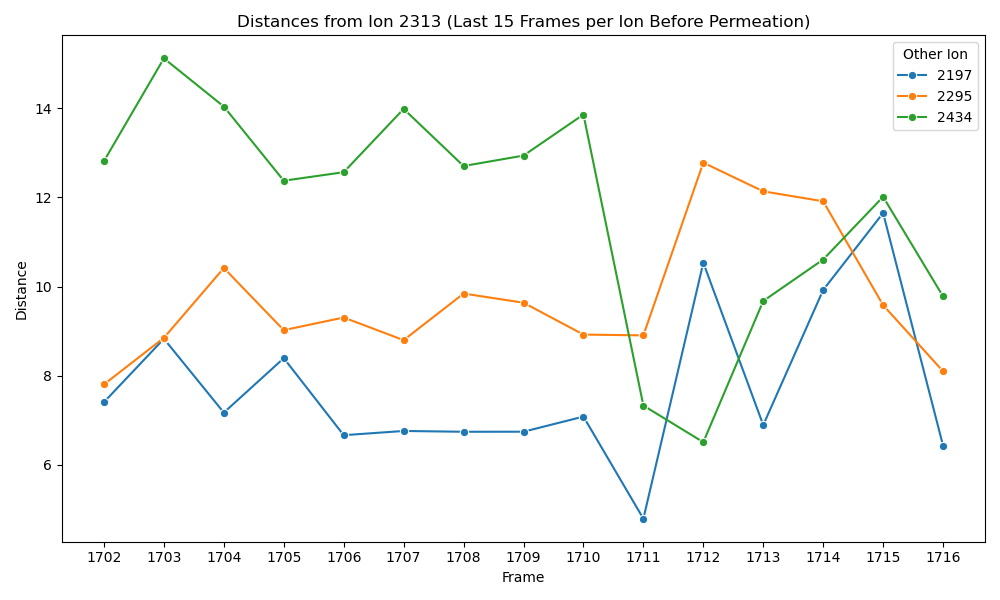 Distances from Ion 2313 (Last 15 Frames per Ion Before Permeation)
Other Ion
2197
2295
2434
Distance
14
12
10
8
6
1702 1703 1704 1705 1706 1707 1708 1709 1710 1711 1712 1713 1714 1715 1716
Frame